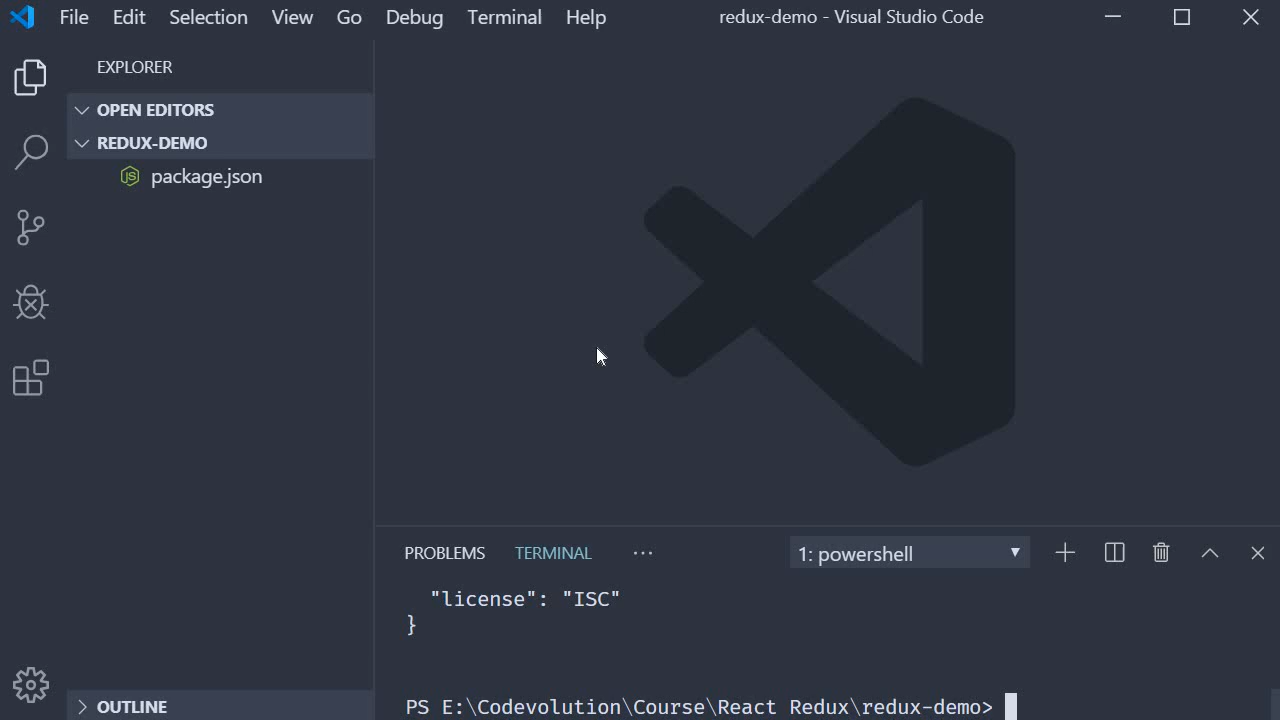 File Edit Selection View Go Debug Terminal Help redux-demo - Visual Studio Code
EXPLORER
OPEN EDITORS
REDUX-DEMO
JS package.json
PROBLEMS TERMINAL ··· 1: powershell
"license": "ISC"
}
PS E:\Codevolution\Course\React Redux\redux-demo>
OUTLINE